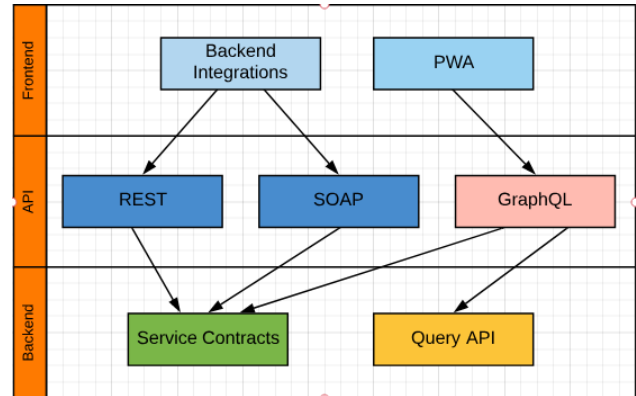 Frontend
Backend
Integrations
PWA
API
REST
SOAP
GraphQL
Backend
Service Contracts
Query API